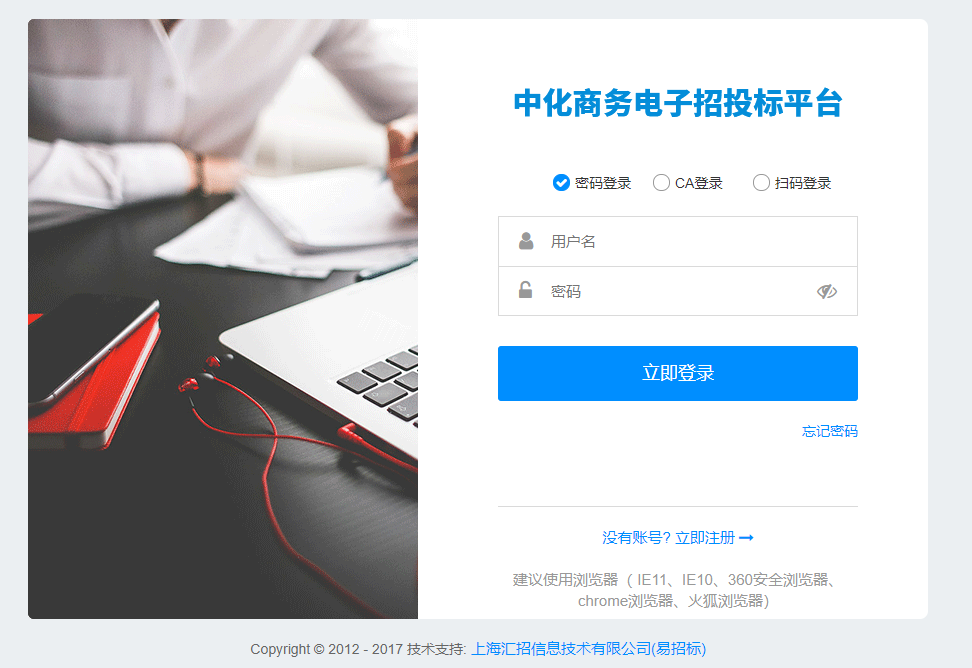 中化商务电子招投标平台
密码登录 CA登录 扫码登录
用户名
密码
立即登录
忘记密码
没有账号? 立即注册
建议使用浏览器（ IE11、IE10、360安全浏览器、
chrome浏览器、火狐浏览器）
Copyright © 2012 - 2017 技术支持: 上海汇招信息技术有限公司(易招标)